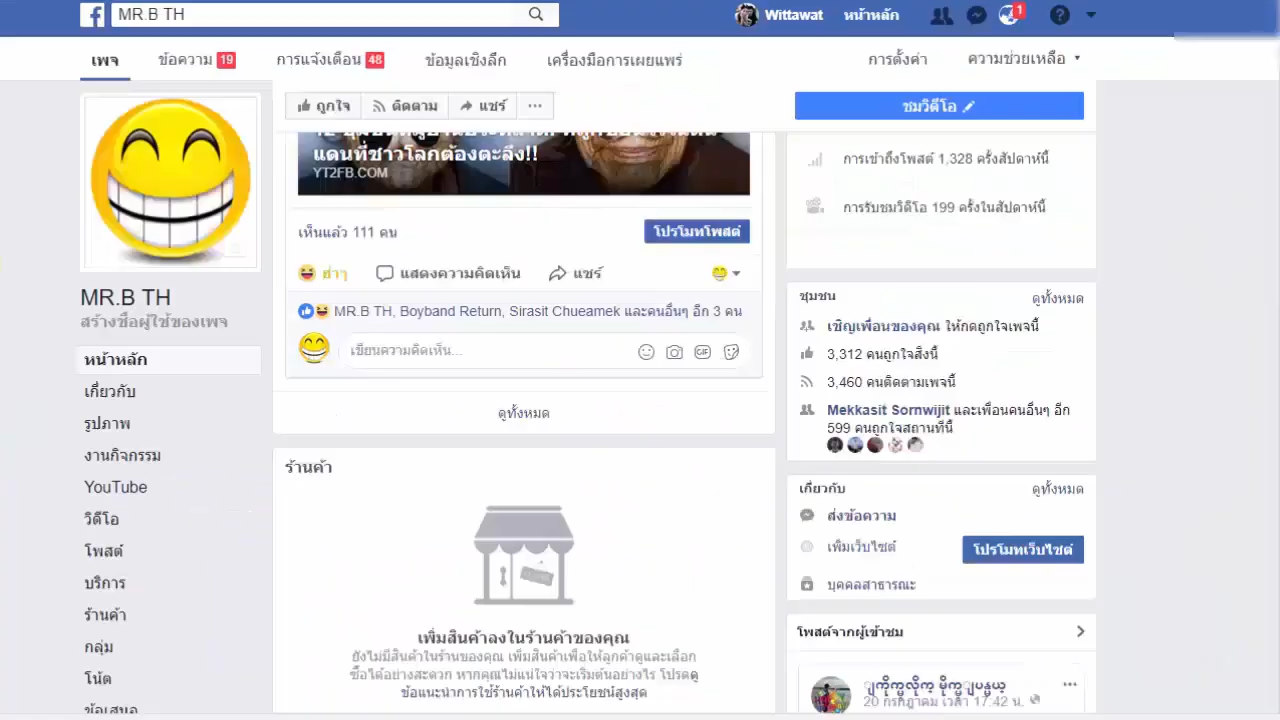 MR.B TH
Wittawat
หน้าหลัก
1
เพจ
ข้อความ 19
การแจ้งเตือน 48
ข้อมูลเชิงลึก
เครื่องมือการเผยแพร่
การตั้งค่า
ความช่วยเหลือ
ถูกใจ
ติดตาม
แชร์
ชมวิดีโอ
แดนที่ชาวโลกต้องตะลึง!!
YT2FB.COM
เห็นแล้ว 111 คน
โปรโมทโพสต์
ฮ่าๆ
แสดงความคิดเห็น
แชร์
MR.B TH, Boyband Return, Sirasit Chueamek และคนอื่นๆ อีก 3 คน
เขียนความคิดเห็น...
GIF
ดูทั้งหมด
ร้านค้า
เพิ่มสินค้าลงในร้านค้าของคุณ
ยังไม่มีสินค้าในร้านของคุณ เพิ่มสินค้าเพื่อให้ลูกค้าดูและเลือก
ซื้อได้อย่างสะดวก หากคุณไม่แน่ใจว่าจะเริ่มต้นอย่างไร โปรดดู
ข้อแนะนำการใช้ร้านค้าให้ได้ประโยชน์สูงสุด
MR.B TH
สร้างชื่อผู้ใช้ของเพจ
หน้าหลัก
เกี่ยวกับ
รูปภาพ
งานกิจกรรม
YouTube
วิดีโอ
โพสต์
บริการ
ร้านค้า
กลุ่ม
โน้ต
ข้อเสนอ
การเข้าถึงโพสต์ 1,328 ครั้งสัปดาห์นี้
การรับชมวิดีโอ 199 ครั้งในสัปดาห์นี้
ชุมชน
ดูทั้งหมด
เชิญเพื่อนของคุณ ให้กดถูกใจเพจนี้
3,312 คนถูกใจสิ่งนี้
3,460 คนติดตามเพจนี้
Mekkasit Sornwijit และเพื่อนคนอื่นๆ อีก
599 คนถูกใจสถานที่นี้
เกี่ยวกับ
ดูทั้งหมด
ส่งข้อความ
เพิ่มเว็บไซต์
โปรโมทเว็บไซต์
บุคคลสาธารณะ
โพสต์จากผู้เข้าชม
20 กรกฎาคม เวลา 17:42 น.